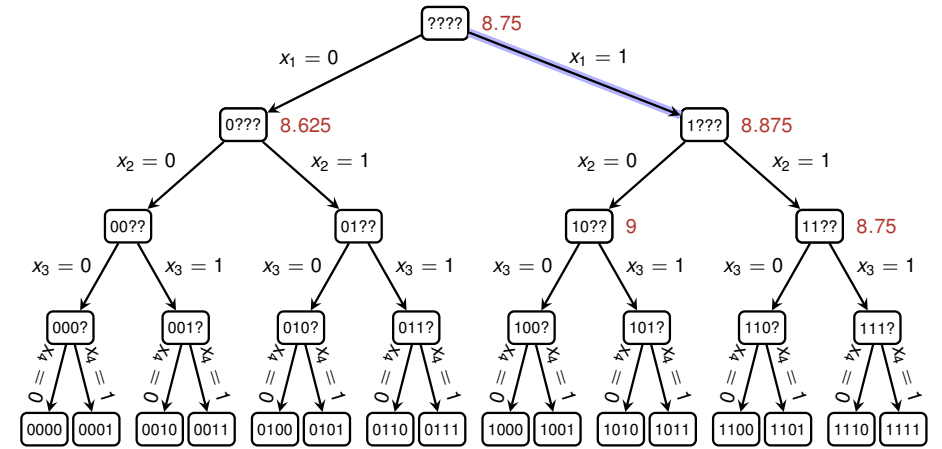 ???? 8.75
x₁ = 0 x₁ = 1
0??? 8.625 1??? 8.875
x₂ = 0 x₂ = 1 x₂ = 0 x₂ = 1
00?? 01?? 10?? 9 11?? 8.75
x₃ = 0 x₃ = 1 x₃ = 0 x₃ = 1 x₃ = 0 x₃ = 1 x₃ = 0 x₃ = 1
000? 001? 010? 011? 100? 101? 110? 111?
x₄ = 0 x₄ = 1 x₄ = 0 x₄ = 1 x₄ = 0 x₄ = 1 x₄ = 0 x₄ = 1 x₄ = 0 x₄ = 1 x₄ = 0 x₄ = 1 x₄ = 0 x₄ = 1 x₄ = 0 x₄ = 1
0000 0001 0010 0011 0100 0101 0110 0111 1000 1001 1010 1011 1100 1101 1110 1111